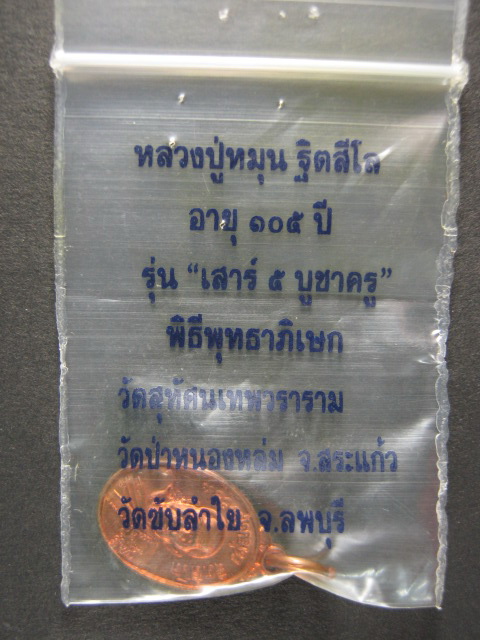 หลวงปู่หมุน ฐิตสีโล
อายุ ๑๐๕ ปี
รุ่น “เสาร์ ๕ บูชาครู”
พิธีพุทธาภิเษก
วัดสุทัศนเทพวราราม
วัดป่าหนองหล่ม จ.สระแก้ว
วัดซับลำใย จ.ลพบุรี